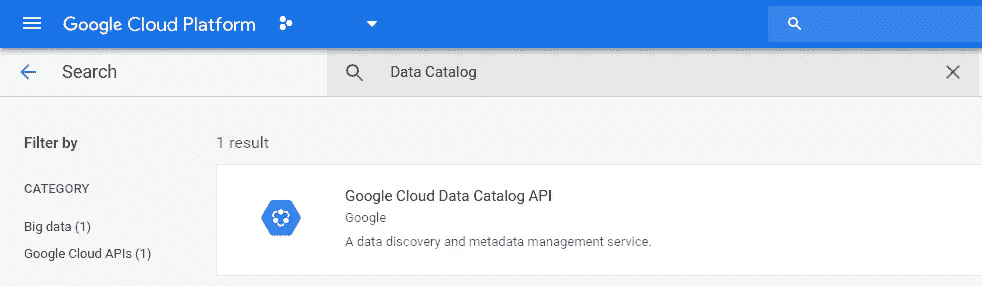 Google Cloud Platform
Search
Data Catalog
Filter by
1 result
CATEGORY
Google Cloud Data Catalog API
Google
Big data (1)
A data discovery and metadata management service.
Google Cloud APIs (1)